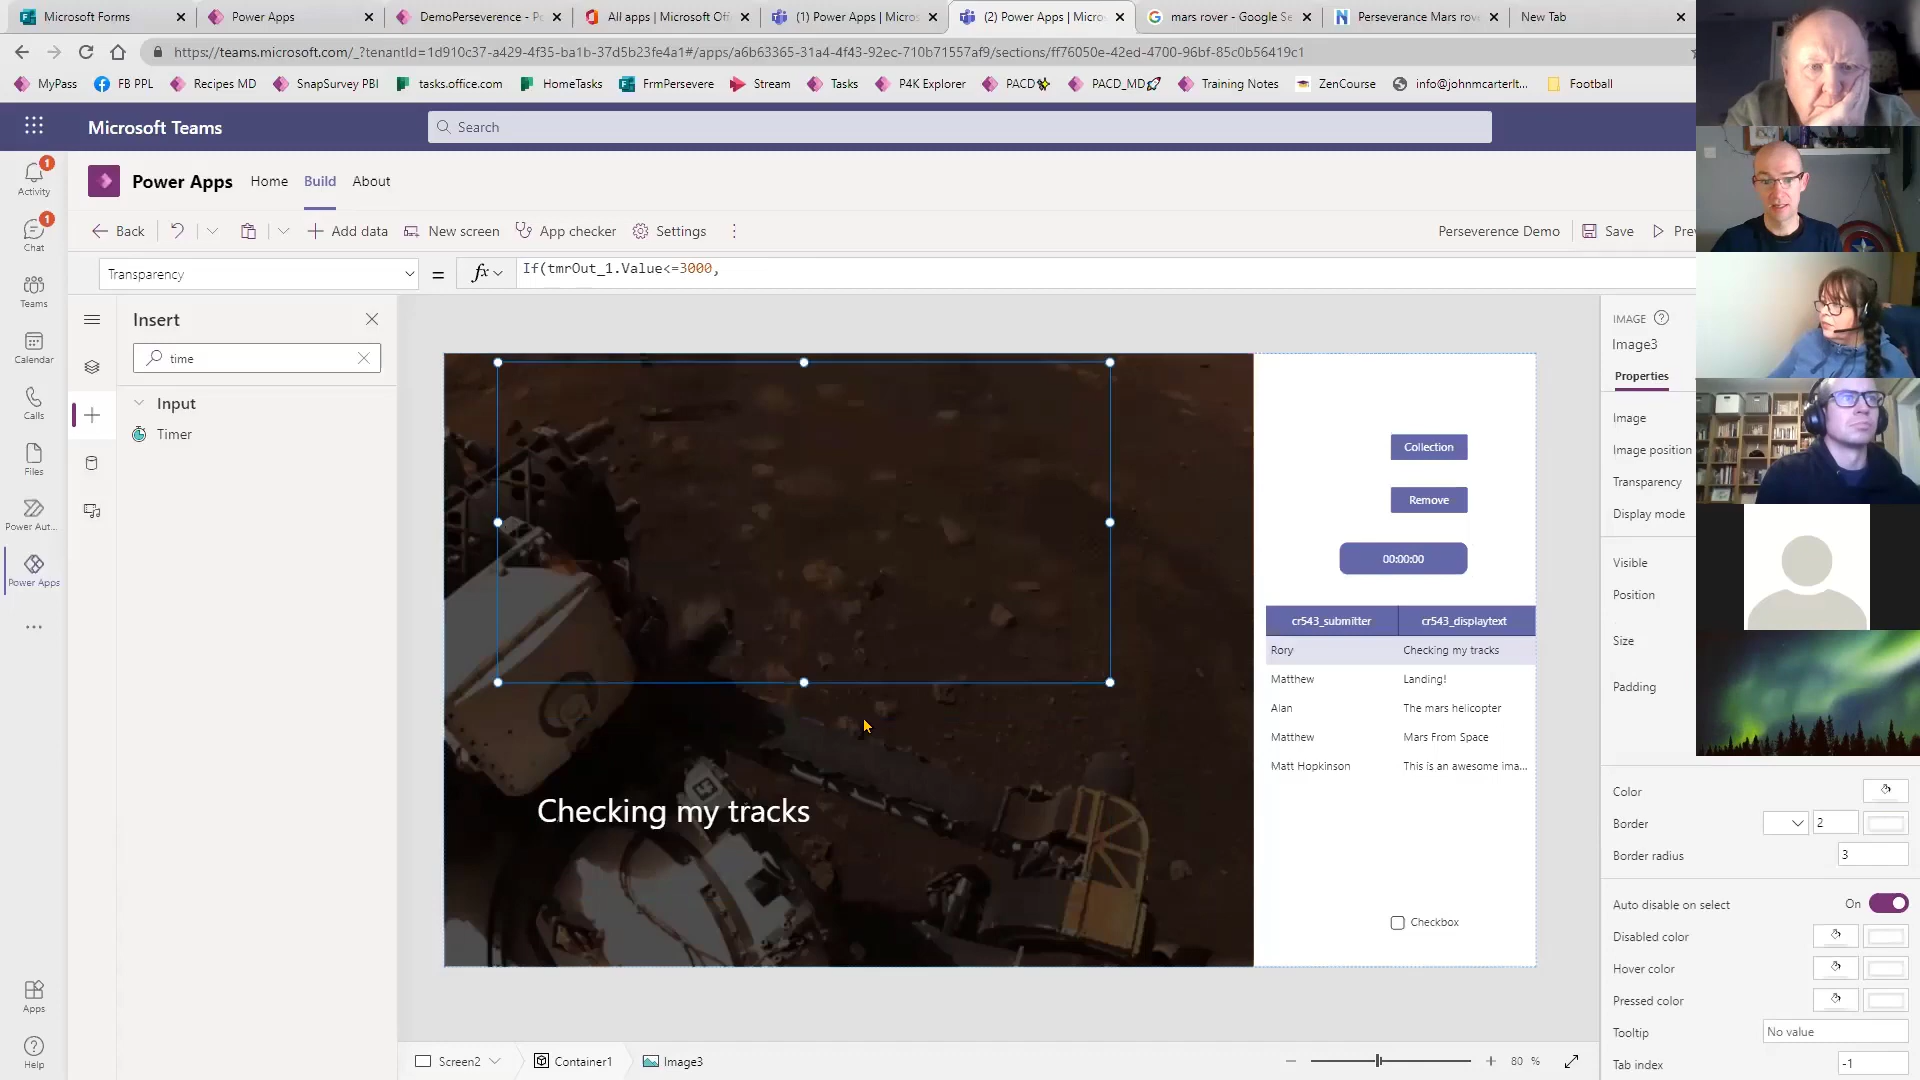 Microsoft Forms
Power Apps
DemoPerseverence - Po
All apps | Microsoft Offi
(1) Power Apps | Micros
(2) Power Apps | Micro
mars rover - Google Se
Perseverance Mars rov
New Tab
https://teams.microsoft.com/_?tenantId=1d910c37-a429-4f35-ba1b-37d5b23fe4a1#/apps/a6b63365-31a4-4f43-92ec-710b71557af9/sections/ff76050e-42ed-4700-96bf-85c0b56419c1
MyPass
FB PPL
Recipes MD
SnapSurvey PBI
tasks.office.com
HomeTasks
FrmPersevere
Stream
Tasks
P4K Explorer
PACD
PACD_MD
Training Notes
ZenCourse
info@johnmcarterlt...
Football
Microsoft Teams
Search
1
Activity
1
Chat
Teams
Calendar
Calls
Files
Power Aut...
Power Apps
Apps
Help
Power Apps
Home
Build
About
Back
Add data
New screen
App checker
Settings
Perseverence Demo
Save
Pre
Transparency
=
fx
If(tmrOut_1.Value<=3000,
Insert
time
Input
Timer
Checking my tracks
Collection
Remove
00:00:00
cr543_submitter
cr543_displaytext
Rory
Checking my tracks
Matthew
Landing!
Alan
The mars helicopter
Matthew
Mars From Space
Matt Hopkinson
This is an awesome ima...
Checkbox
IMAGE
Image3
Properties
Image
Image position
Transparency
Display mode
Visible
Position
Size
Padding
Color
Border
2
Border radius
3
Auto disable on select
On
Disabled color
Hover color
Pressed color
Tooltip
No value
Tab index
-1
Screen2
Container1
Image3
80 %